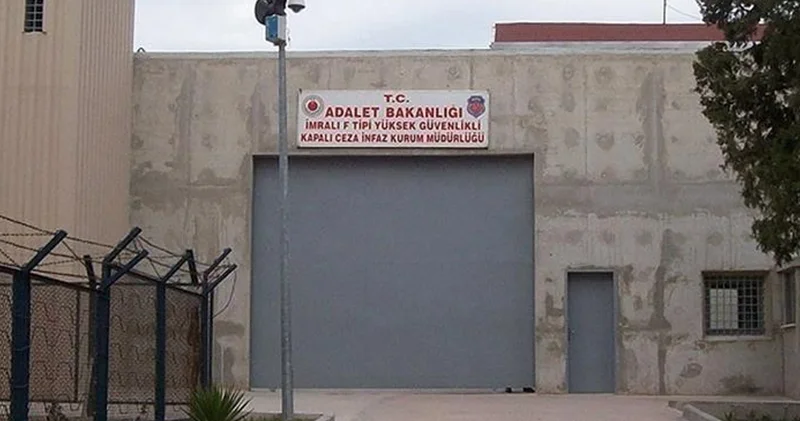 T.C.
ADALET BAKANLIĞI
İMRALI F TİPİ YÜKSEK GÜVENLİKLİ
KAPALI CEZA İNFAZ KURUM MÜDÜRLÜĞÜ